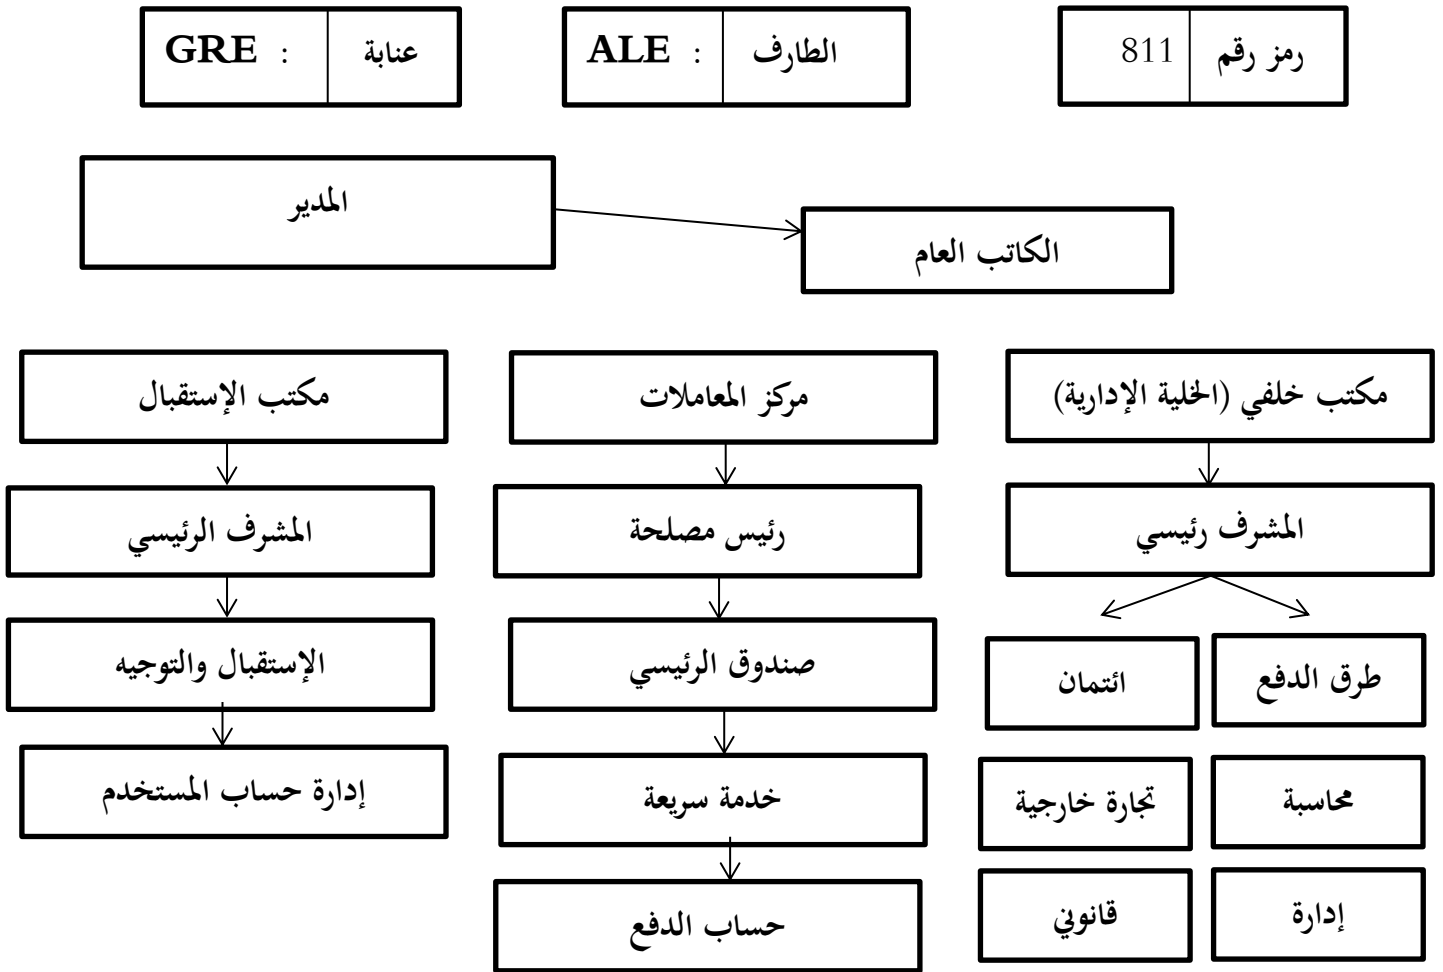 رمز رقم 811
الطارف : ALE
عنابة : GRE
المدير
الكاتب العام
مكتب خلفي (الخلية الإدارية)
مركز المعاملات
مكتب الإستقبال
المشرف رئيسي
رئيس مصلحة
المشرف الرئيسي
طرق الدفع
ائتمان
صندوق الرئيسي
الإستقبال والتوجيه
محاسبة
تجارة خارجية
خدمة سريعة
إدارة حساب المستخدم
إدارة
قانوني
حساب الدفع